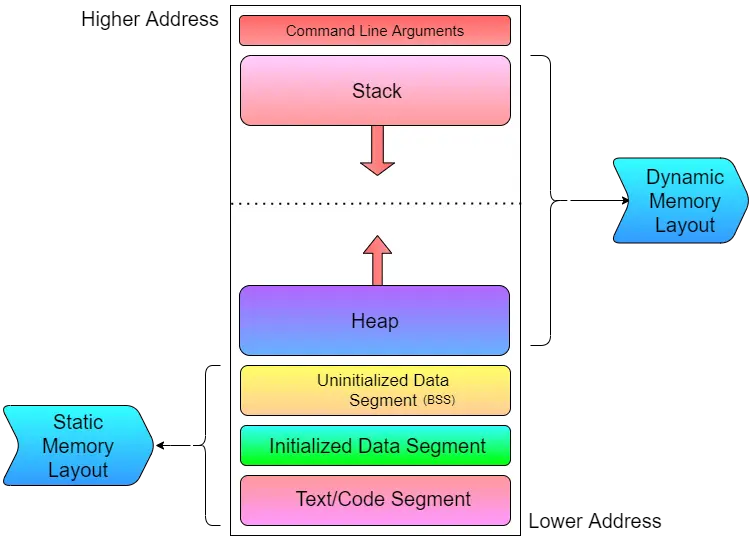 Higher Address
Command Line Arguments
Stack
Dynamic
Memory
Layout
Heap
Uninitialized Data
Segment (BSS)
Static
Memory
Layout
Initialized Data Segment
Text/Code Segment
Lower Address